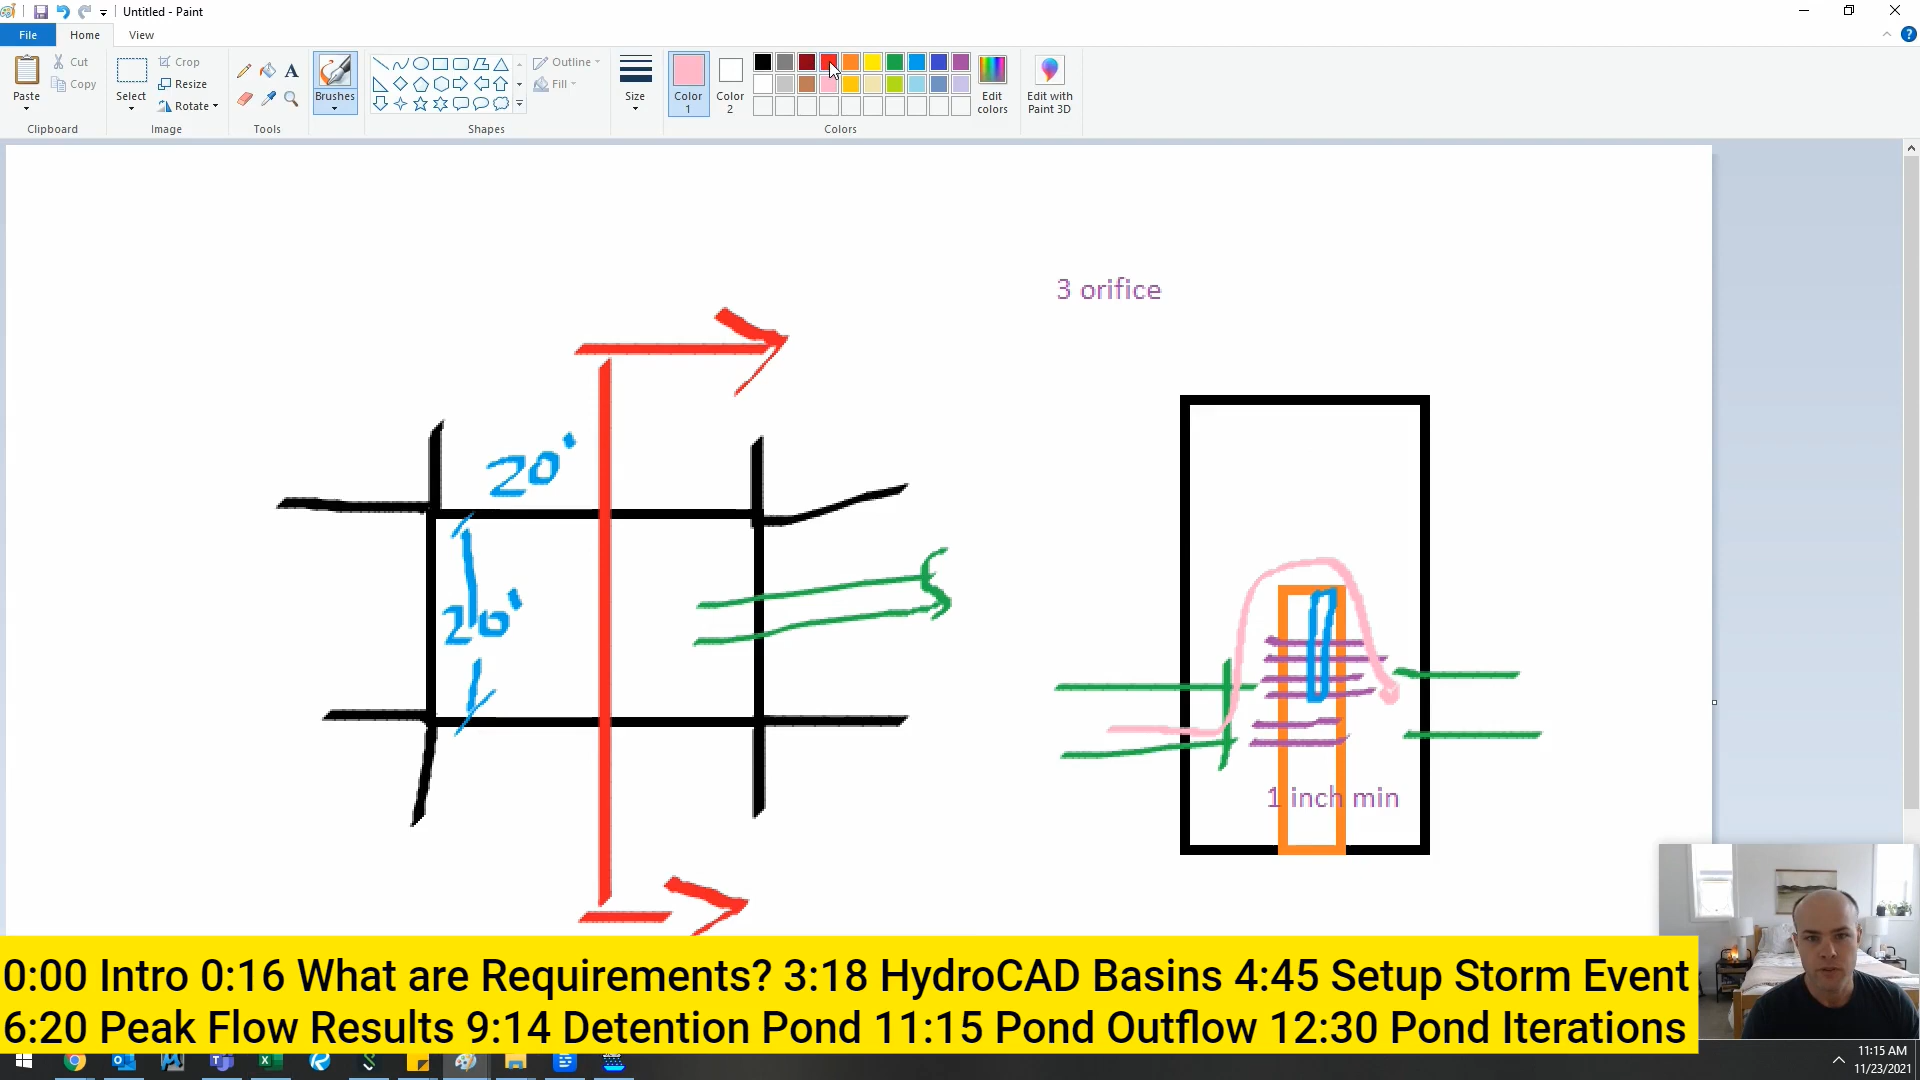 Untitled - Paint
File Home View
Paste
Cut
Copy
Clipboard
Select
Crop
Resize
Rotate
Image
Tools
Brushes
Shapes
Outline
Fill
Size
Color 1
Color 2
Colors
Edit colors
Edit with Paint 3D
3 orifice
20'
20'
1 inch min
0:00 Intro 0:16 What are Requirements? 3:18 HydroCAD Basins 4:45 Setup Storm Event
6:20 Peak Flow Results 9:14 Detention Pond 11:15 Pond Outflow 12:30 Pond Iterations
11:15 AM
11/23/2021